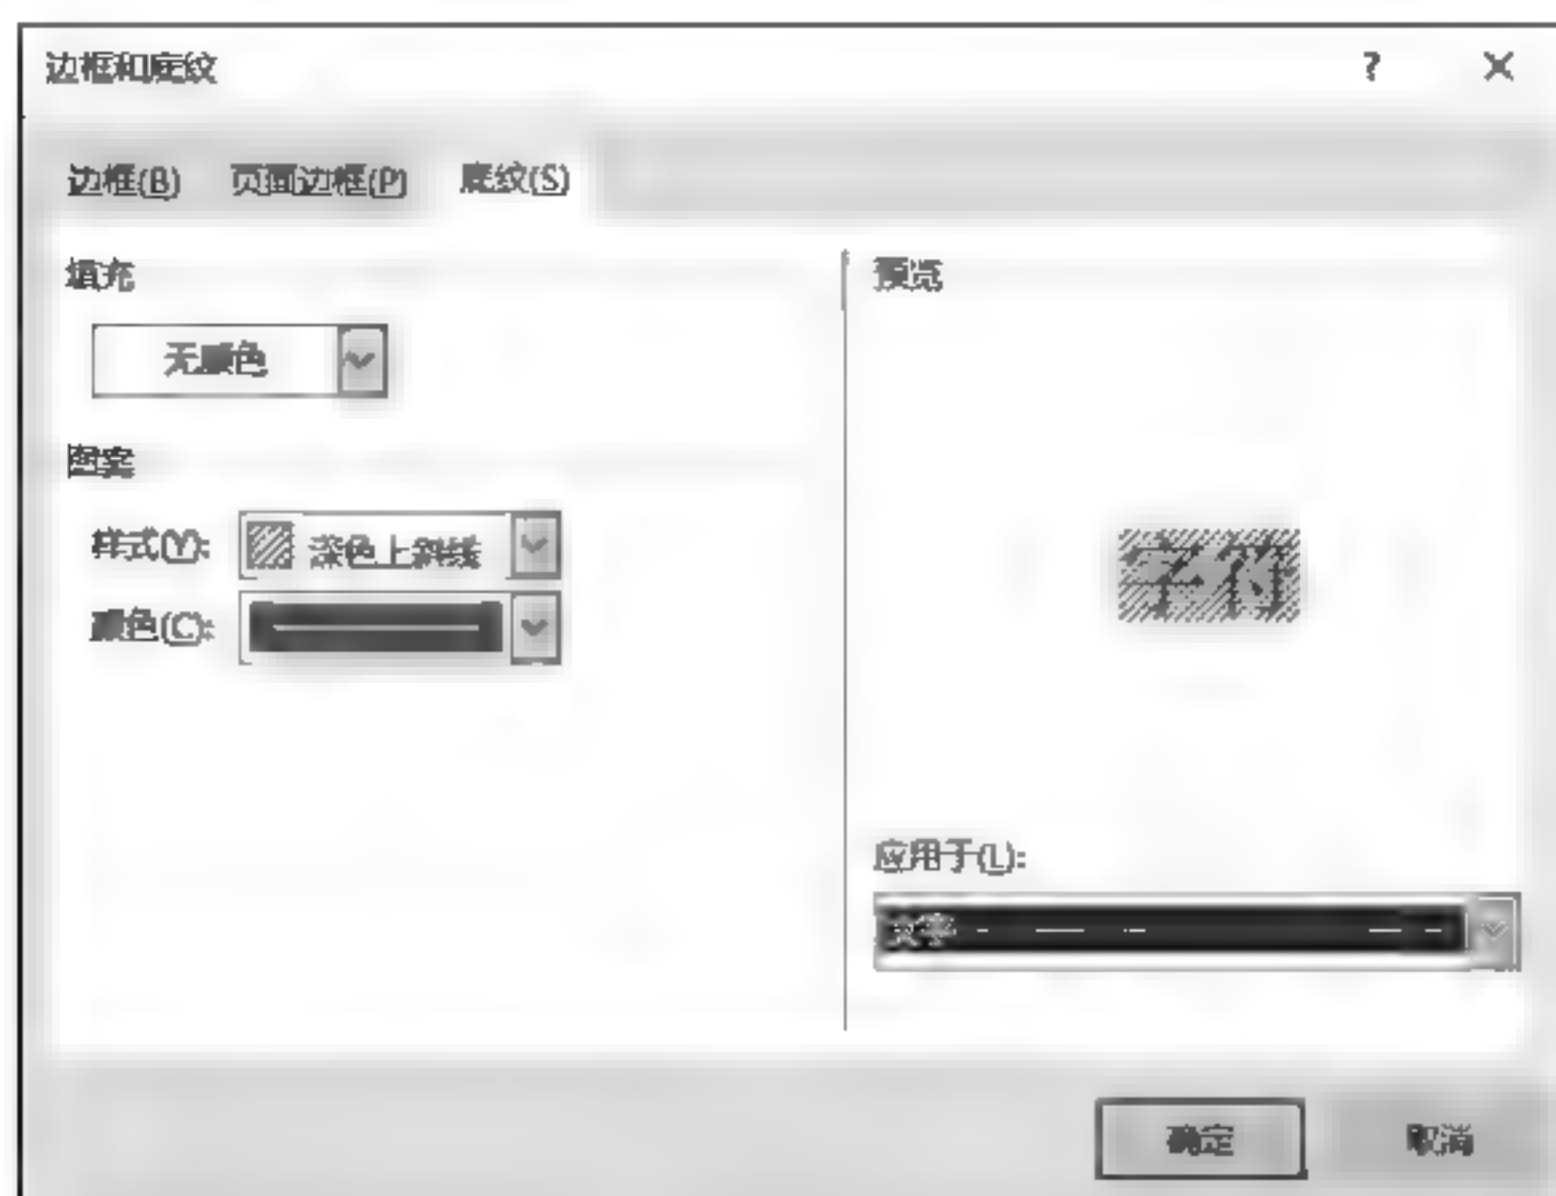 边框和底纹 ? ×
边框(B) 页面边框(P) 底纹(S)
填充
无颜色
图案
样式(Y): 深色上斜线
颜色(C):
预览
字符
应用于(L):
文字
确定 取消